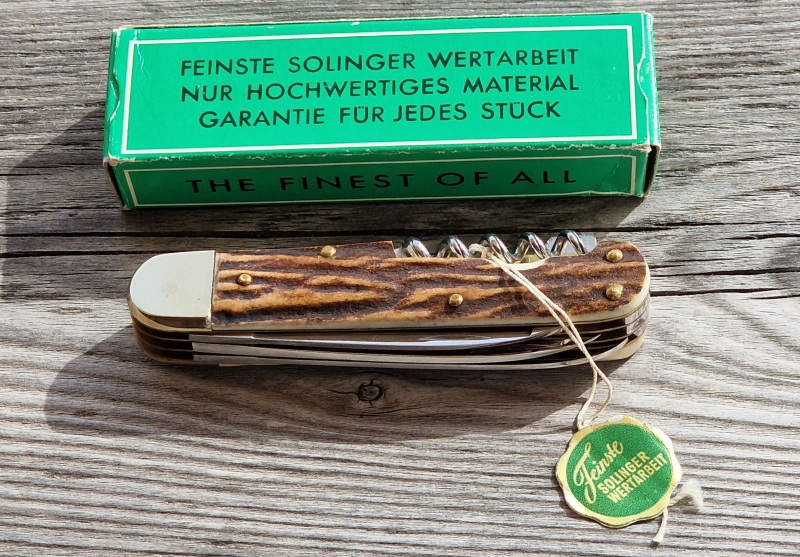 FEINSTE SOLINGER WERTARBEIT
NUR HOCHWERTIGES MATERIAL
GARANTIE FÜR JEDES STÜCK
THE FINEST OF ALL
Feinste
SOLINGER
WERTARBEIT